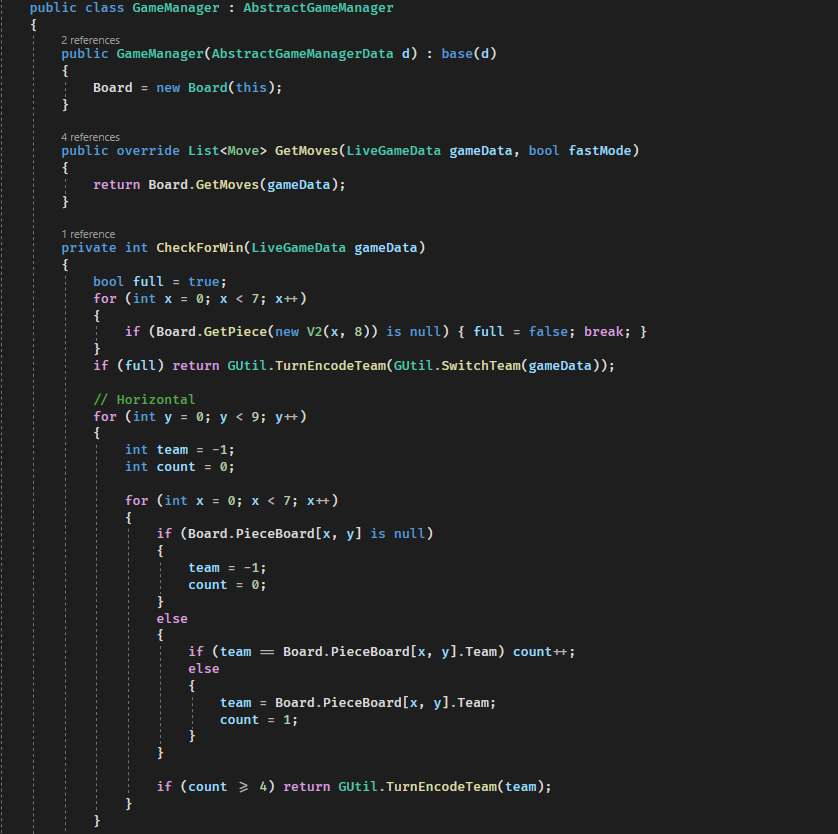 public class GameManager : AbstractGameManager
{
2 references
public GameManager(AbstractGameManagerData d) : base(d)
{
Board = new Board(this);
}
4 references
public override List<Move> GetMoves(LiveGameData gameData, bool fastMode)
{
return Board.GetMoves(gameData);
}
1 reference
private int CheckForWin(LiveGameData gameData)
{
bool full = true;
for (int x = 0; x < 7; x++)
{
if (Board.GetPiece(new V2(x, 8)) is null) { full = false; break; }
}
if (full) return GUtil.TurnEncodeTeam(GUtil.SwitchTeam(gameData));
// Horizontal
for (int y = 0; y < 9; y++)
{
int team = -1;
int count = 0;
for (int x = 0; x < 7; x++)
{
if (Board.PieceBoard[x, y] is null)
{
team = -1;
count = 0;
}
else
{
if (team == Board.PieceBoard[x, y].Team) count++;
else
{
team = Board.PieceBoard[x, y].Team;
count = 1;
}
}
if (count >= 4) return GUtil.TurnEncodeTeam(team);
}
}